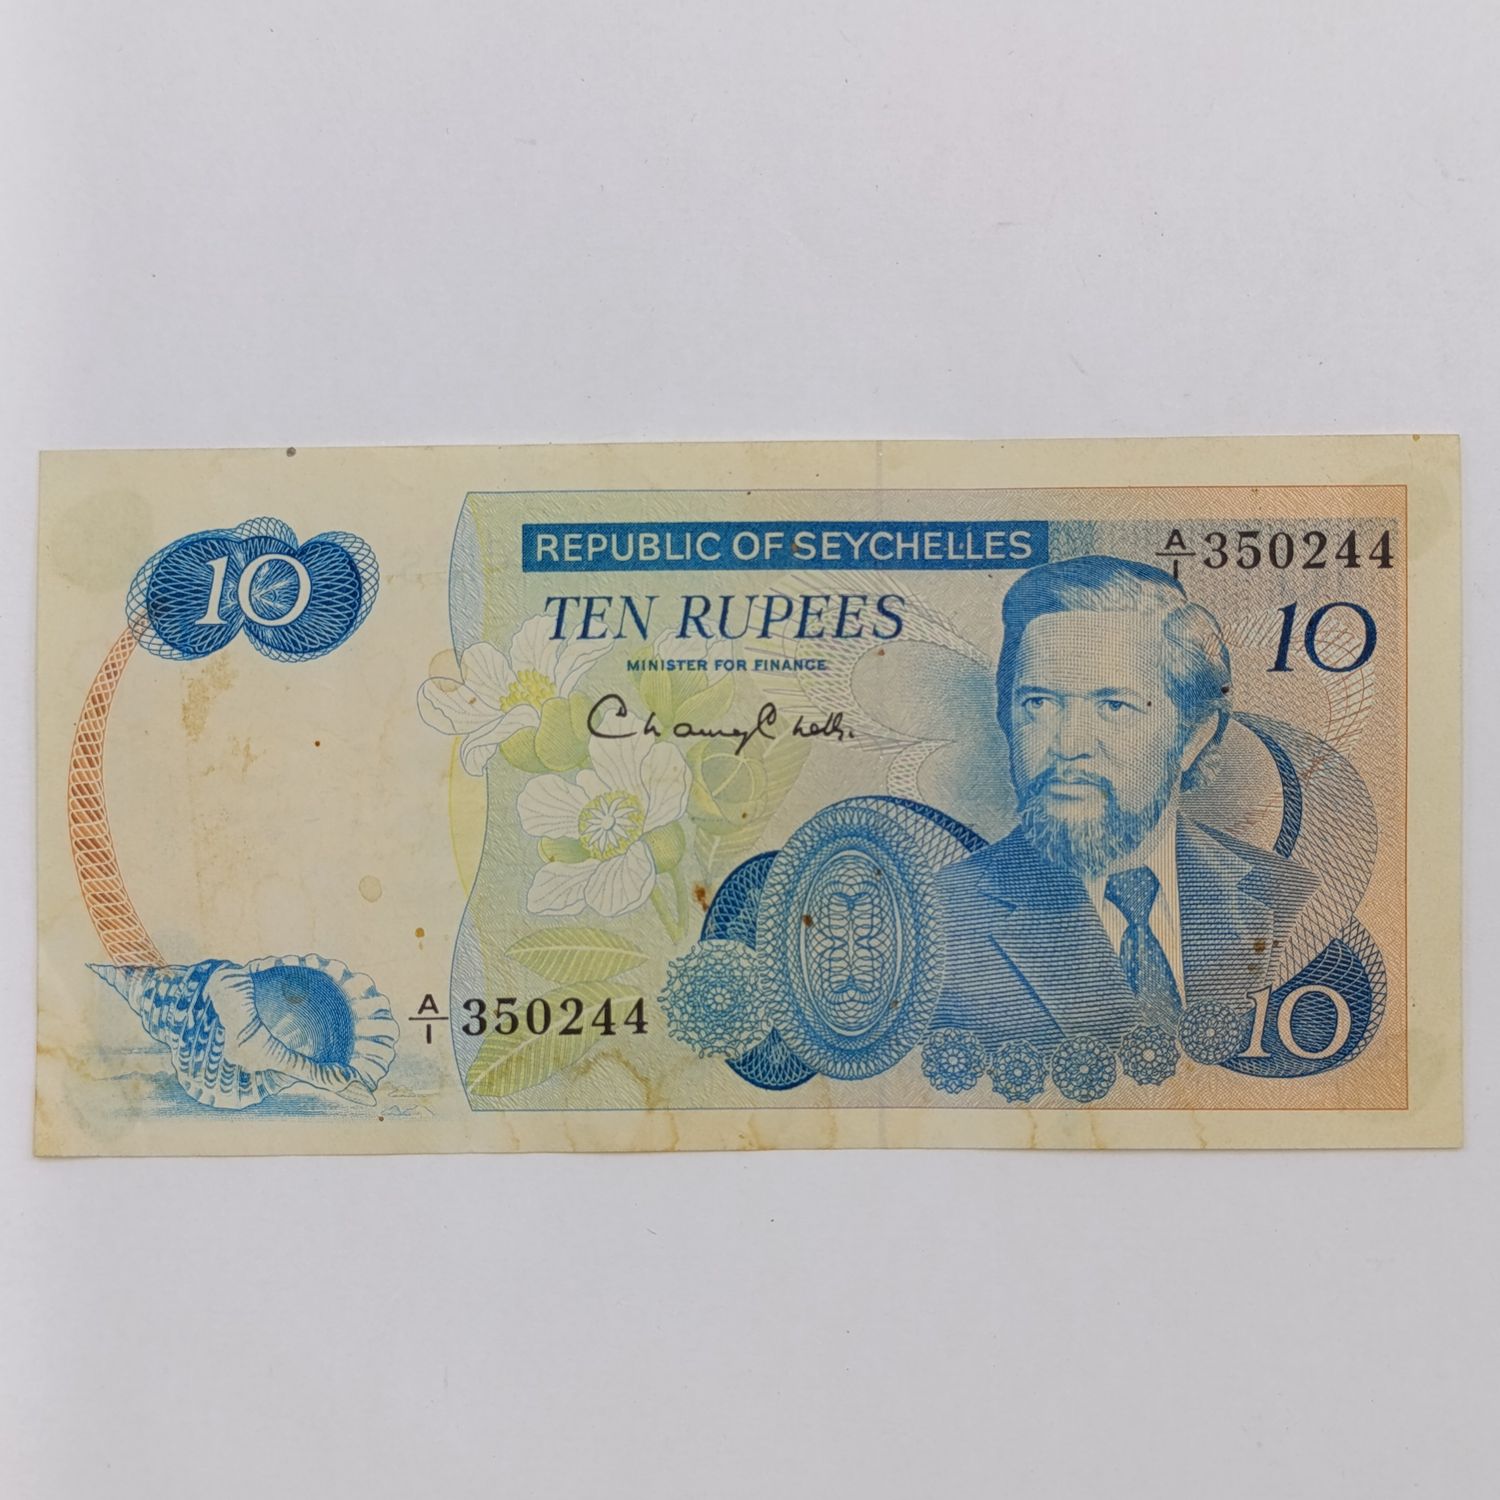 10
REPUBLIC OF SEYCHELLES
A/1 350244
TEN RUPEES
10
MINISTER FOR FINANCE
A/1 350244
10